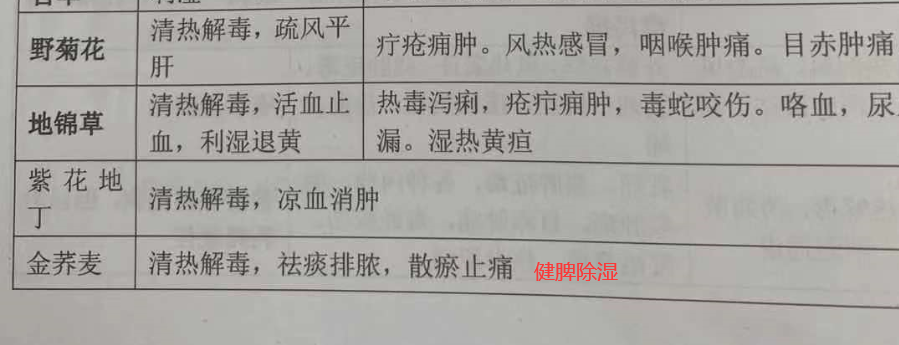 清热解毒，疏风平
野菊花
肝
疔疮痈肿。风热感冒，咽喉肿痛。目赤肿痛
清热解毒，活血止
地锦草
血，利湿退黄
热毒泻痢，疮疖痈肿，毒蛇咬伤。咯血，尿
漏。湿热黄疸
紫花地
丁
清热解毒，凉血消肿
金荞麦
清热解毒，祛痰排脓，散瘀止痛 健脾除湿